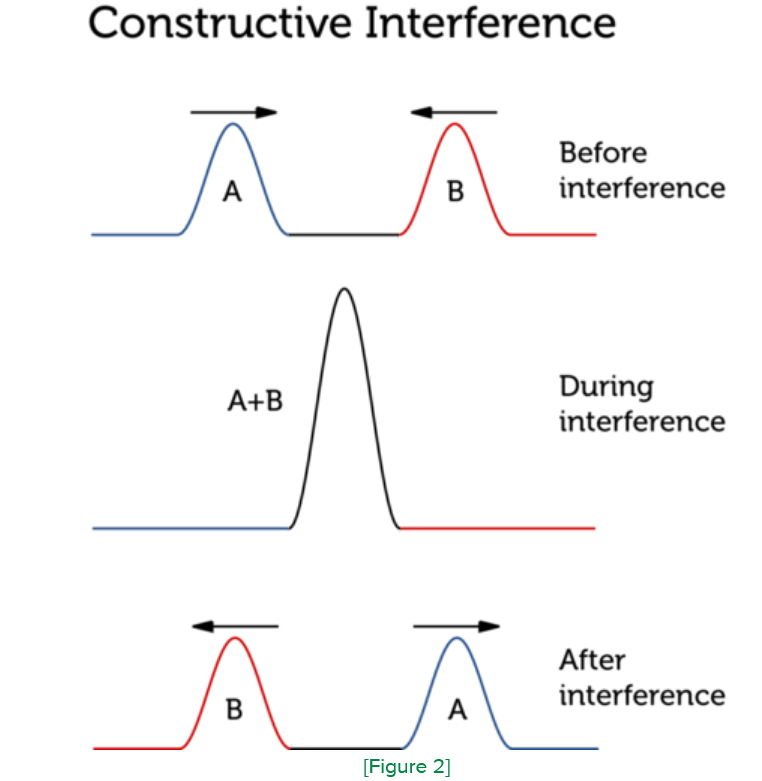 Constructive Interference
A
B
Before
interference
A+B
During
interference
B
A
After
interference
[Figure 2]